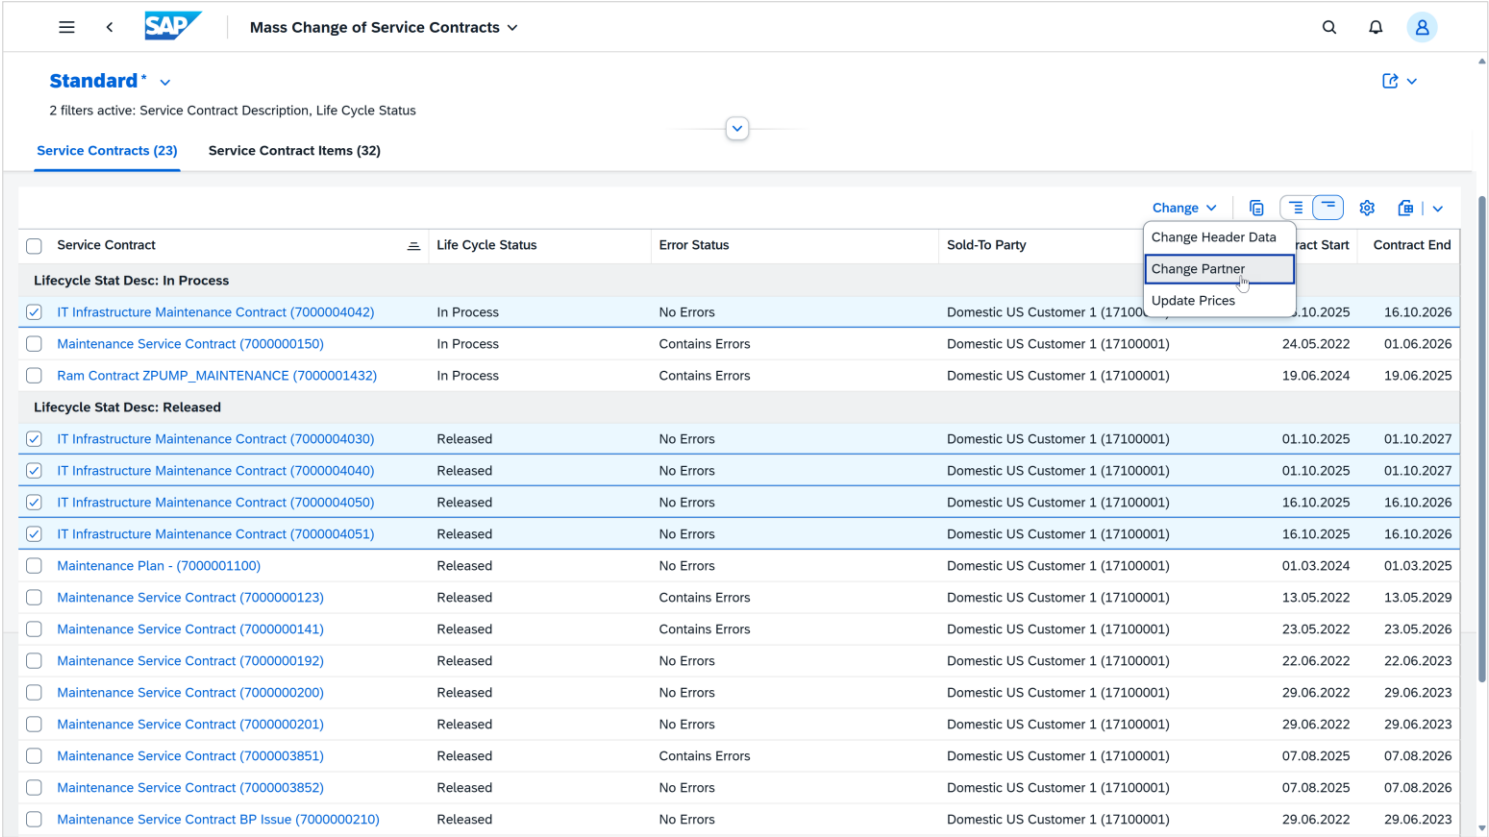 SAP Mass Change of Service Contracts
Standard*
2 filters active: Service Contract Description, Life Cycle Status
Service Contracts (23) Service Contract Items (32)
Change
Change Header Data
Change Partner
Update Prices
Service Contract Life Cycle Status Error Status Sold-To Party ract Start Contract End
Lifecycle Stat Desc: In Process
IT Infrastructure Maintenance Contract (7000004042) In Process No Errors Domestic US Customer 1 (17100 .10.2025 16.10.2026
Maintenance Service Contract (7000000150) In Process Contains Errors Domestic US Customer 1 (17100001) 24.05.2022 01.06.2026
Ram Contract ZPUMP_MAINTENANCE (7000001432) In Process Contains Errors Domestic US Customer 1 (17100001) 19.06.2024 19.06.2025
Lifecycle Stat Desc: Released
IT Infrastructure Maintenance Contract (7000004030) Released No Errors Domestic US Customer 1 (17100001) 01.10.2025 01.10.2027
IT Infrastructure Maintenance Contract (7000004040) Released No Errors Domestic US Customer 1 (17100001) 01.10.2025 01.10.2027
IT Infrastructure Maintenance Contract (7000004050) Released No Errors Domestic US Customer 1 (17100001) 16.10.2025 16.10.2026
IT Infrastructure Maintenance Contract (7000004051) Released No Errors Domestic US Customer 1 (17100001) 16.10.2025 16.10.2026
Maintenance Plan - (7000001100) Released No Errors Domestic US Customer 1 (17100001) 01.03.2024 01.03.2025
Maintenance Service Contract (7000000123) Released Contains Errors Domestic US Customer 1 (17100001) 13.05.2022 13.05.2029
Maintenance Service Contract (7000000141) Released Contains Errors Domestic US Customer 1 (17100001) 23.05.2022 23.05.2026
Maintenance Service Contract (7000000192) Released No Errors Domestic US Customer 1 (17100001) 22.06.2022 22.06.2023
Maintenance Service Contract (7000000200) Released No Errors Domestic US Customer 1 (17100001) 29.06.2022 29.06.2023
Maintenance Service Contract (7000000201) Released No Errors Domestic US Customer 1 (17100001) 29.06.2022 29.06.2023
Maintenance Service Contract (7000003851) Released Contains Errors Domestic US Customer 1 (17100001) 07.08.2025 07.08.2026
Maintenance Service Contract (7000003852) Released No Errors Domestic US Customer 1 (17100001) 07.08.2025 07.08.2026
Maintenance Service Contract BP Issue (7000000210) Released No Errors Domestic US Customer 1 (17100001) 29.06.2022 29.06.2023